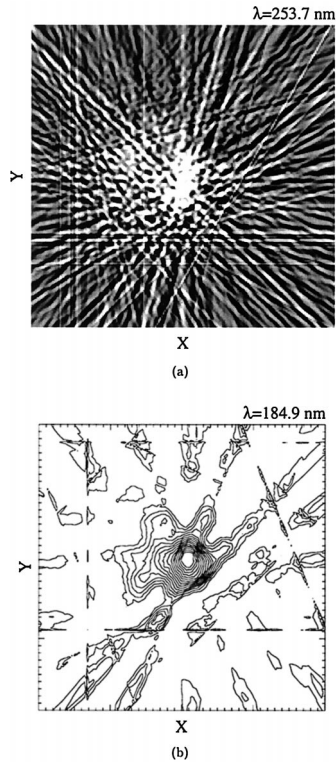 λ=253.7 nm
Y
X
(a)
λ=184.9 nm
Y
X
(b)